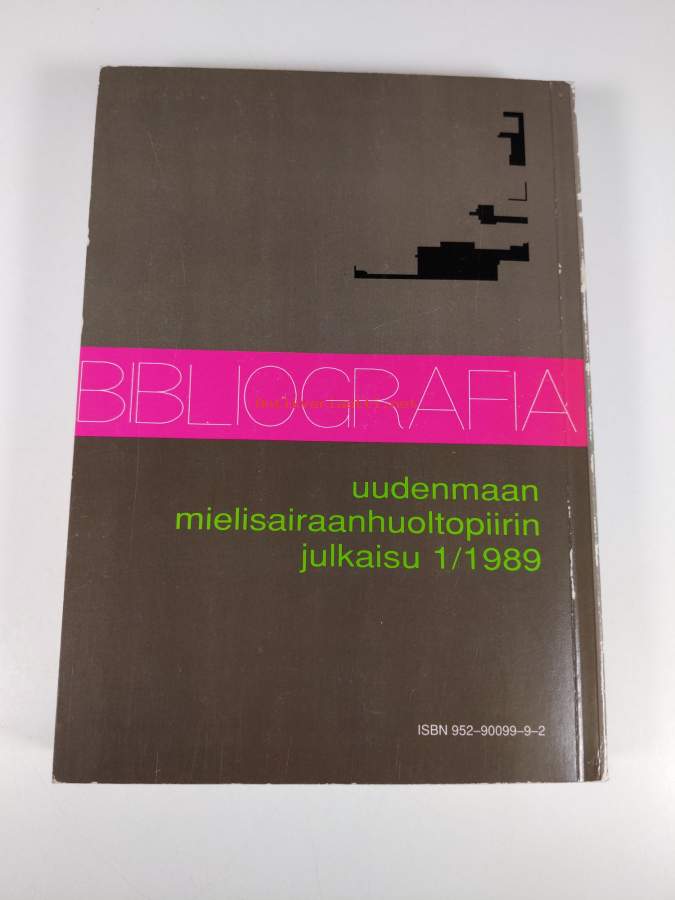 BIBLIOGRAFIA
uudenmaan
mielisairaanhuoltopiirin
julkaisu 1/1989
ISBN 952–90099–9–2